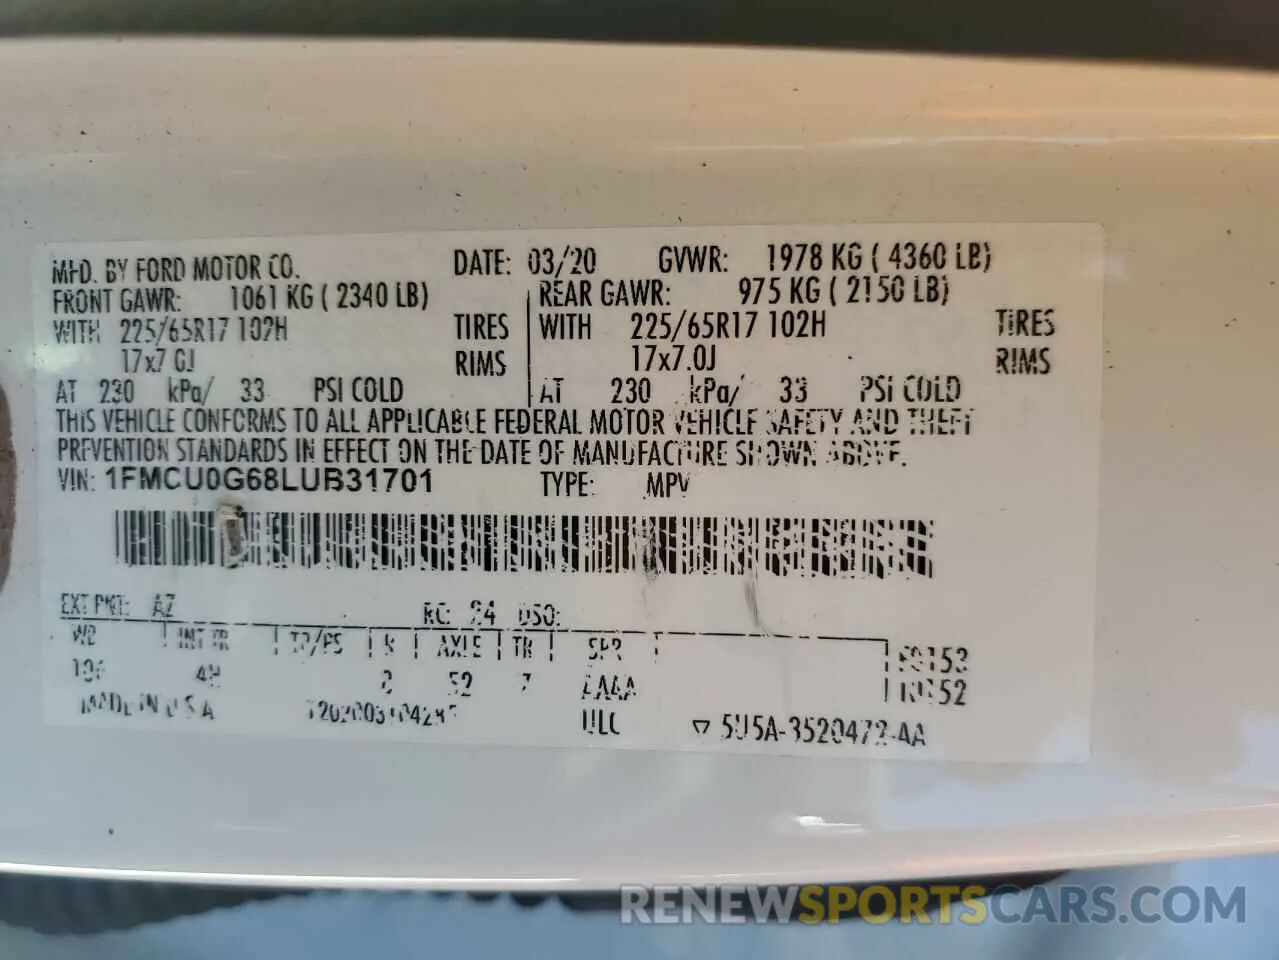 MFD. BY FORD MOTOR CO. DATE: 03/20 GVWR: 1978 KG ( 4360 LB)
FRONT GAWR: 1061 KG ( 2340 LB) REAR GAWR: 975 KG ( 2150 LB)
WITH 225/65R17 102H TIRES WITH 225/65R17 102H TIRES
17x7.0J RIMS 17x7.0J RIMS
AT 230 kPa/ 33 PSI COLD AT 230 kPa/ 33 PSI COLD
THIS VEHICLE CONFORMS TO ALL APPLICABLE FEDERAL MOTOR VEHICLE SAFETY AND THEFT
PREVENTION STANDARDS IN EFFECT ON THE DATE OF MANUFACTURE SHOWN ABOVE.
VIN: 1FMCU0G68LUB31701 TYPE: MPV
EXT PNT: AZ RC: 24 DSO:
WB INT TR TP/PS R AXLE TR SPR
52 AAAA
MADE IN U S A ULC ▽ 5U5A-3520472-AA
RENEWSPORTSCARS.COM